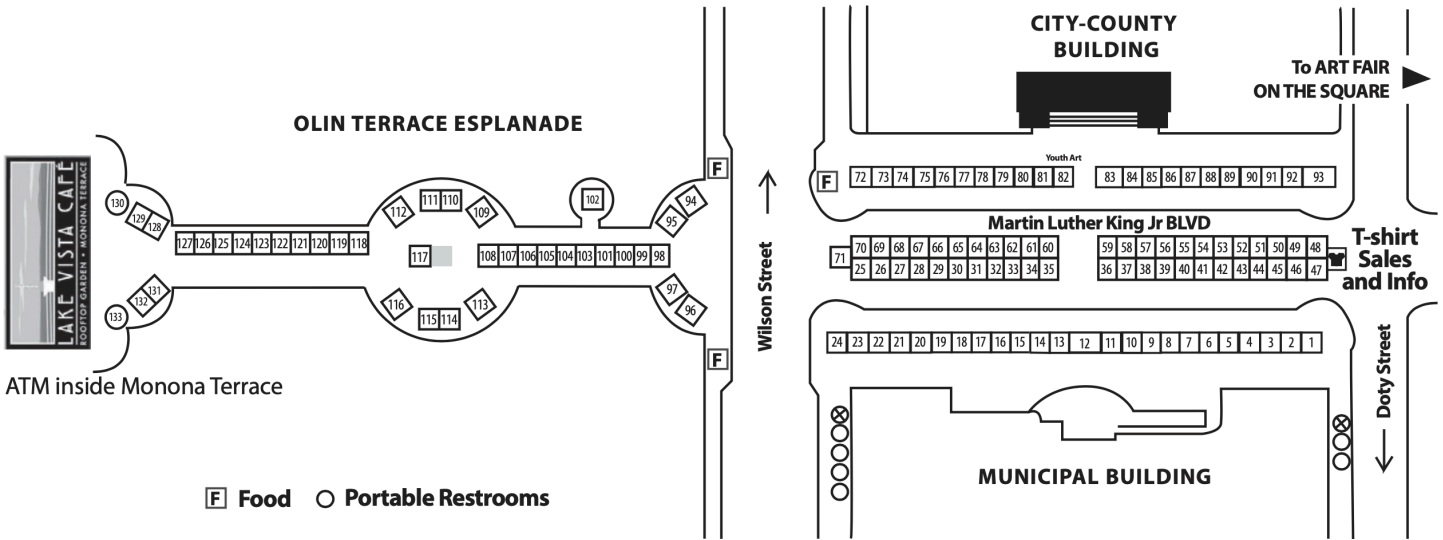 CITY-COUNTY
BUILDING
To ART FAIR
ON THE SQUARE
OLIN TERRACE ESPLANADE
F
Youth Art
F
72 73 74 75 76 77 78 79 80 81 82 83 84 85 86 87 88 89 90 91 92 93
LAKE VISTA CAFÉ
ROOFTOP GARDEN • MONONA TERRACE
130
129 128
112 111 110 109
102
94
95
Martin Luther King Jr BLVD
127 126 125 124 123 122 121 120 119 118
117
108 107 106 105 104 103 101 100 99 98
71
70 69 68 67 66 65 64 63 62 61 60 59 58 57 56 55 54 53 52 51 50 49 48
25 26 27 28 29 30 31 32 33 34 35 36 37 38 39 40 41 42 43 44 45 46 47
T-shirt
Sales
and Info
Wilson Street
131
132
133
116 115 114 113
97
96
F
24 23 22 21 20 19 18 17 16 15 14 13 12 11 10 9 8 7 6 5 4 3 2 1
Doty Street
ATM inside Monona Terrace
MUNICIPAL BUILDING
F Food
Portable Restrooms